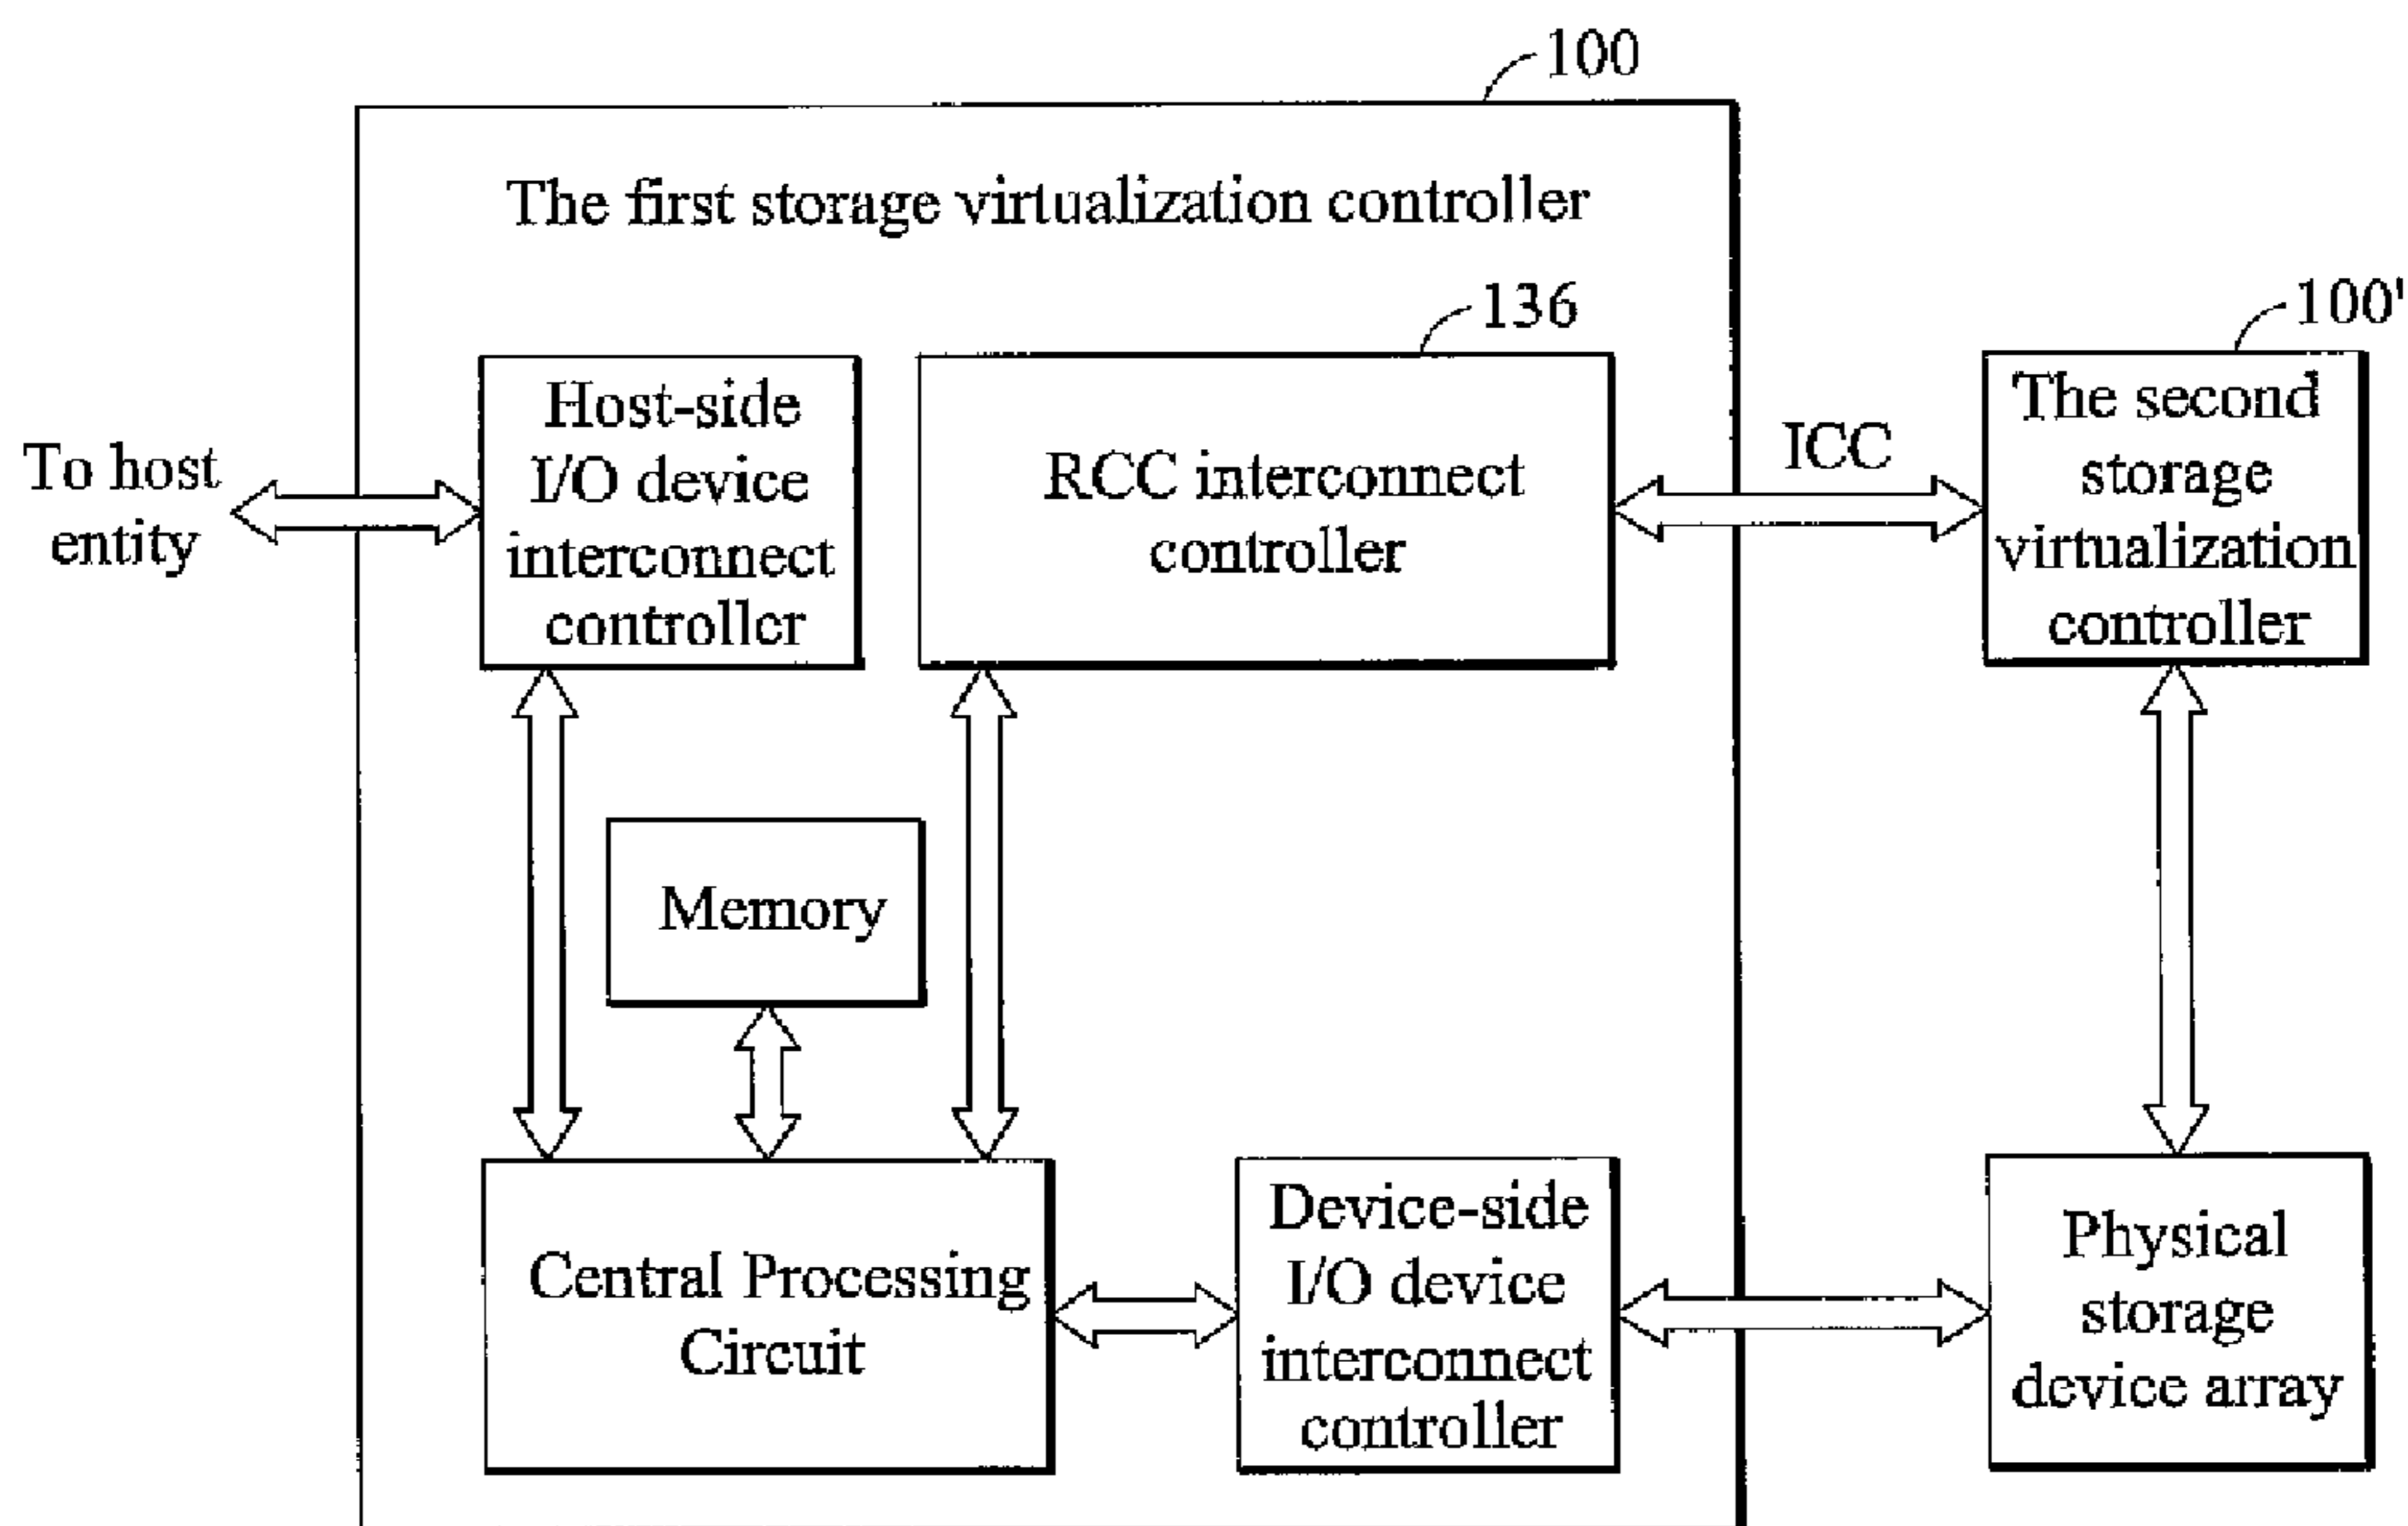 100
The first storage virtualization controller
136
100'
Host-side
I/O device
interconnect
controller
RCC interconnect
controller
ICC
The second
storage
virtualization
controller
To host
entity
Memory
Central Processing
Circuit
Device-side
I/O device
interconnect
controller
Physical
storage
device array